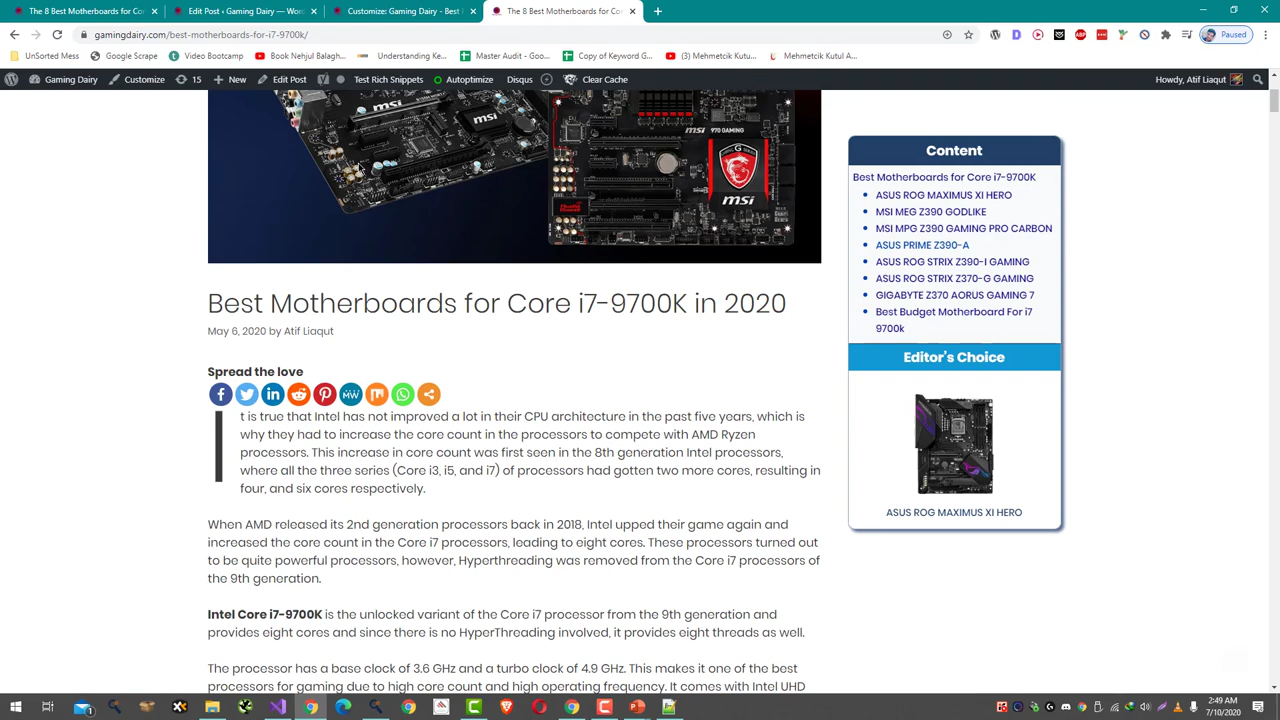 The 8 Best Motherboards for Co
Edit Post ‹ Gaming Dairy — Wor
Customize: Gaming Dairy - Best
The 8 Best Motherboards for Co
gamingdairy.com/best-motherboards-for-i7-9700k/
Paused
UnSorted Mess
Google Scrape
Video Bootcamp
Book Nehjul Balagh...
Understanding Ke...
Master Audit - Goo...
Copy of Keyword G...
(3) Mehmetcik Kutu...
Mehmetcik Kutul A...
Gaming Dairy
Customize
15
New
Edit Post
Test Rich Snippets
Autoptimize
Disqus
Clear Cache
Howdy, Atif Liaqut
msi
msi
970 GAMING
msi
Content
Best Motherboards for Core i7-9700K
ASUS ROG MAXIMUS XI HERO
MSI MEG Z390 GODLIKE
MSI MPG Z390 GAMING PRO CARBON
ASUS PRIME Z390-A
ASUS ROG STRIX Z390-I GAMING
ASUS ROG STRIX Z370-G GAMING
GIGABYTE Z370 AORUS GAMING 7
Best Budget Motherboard For i7
9700k
Editor's Choice
ASUS ROG MAXIMUS XI HERO
Best Motherboards for Core i7-9700K in 2020
May 6, 2020 by Atif Liaqut
Spread the love
It is true that Intel has not improved a lot in their CPU architecture in the past five years, which is
why they had to increase the core count in the processors to compete with AMD Ryzen
processors. This increase in core count was first seen in the 8th generation Intel processors,
where all the three series (Core i3, i5, and i7) of processors had gotten two more cores, resulting in
four, and six cores respectively.
When AMD released its 2nd generation processors back in 2018, Intel upped their game again and
increased the core count in the Core i7 processors, leading to eight cores. These processors turned out
to be quite powerful processors, however, Hyperthreading was removed from the Core i7 processors of
the 9th generation.
Intel Core i7-9700K is the unlocked variant of the Core i7 processor from the 9th generation and
provides eight cores and since there is no HyperThreading involved, it provides eight threads as well.
The processor has a base clock of 3.6 GHz and a turbo clock of 4.9 GHz. This makes it one of the best
processors for gaming due to high core count and high operating frequency. It comes with Intel UHD
2:49 AM
7/10/2020